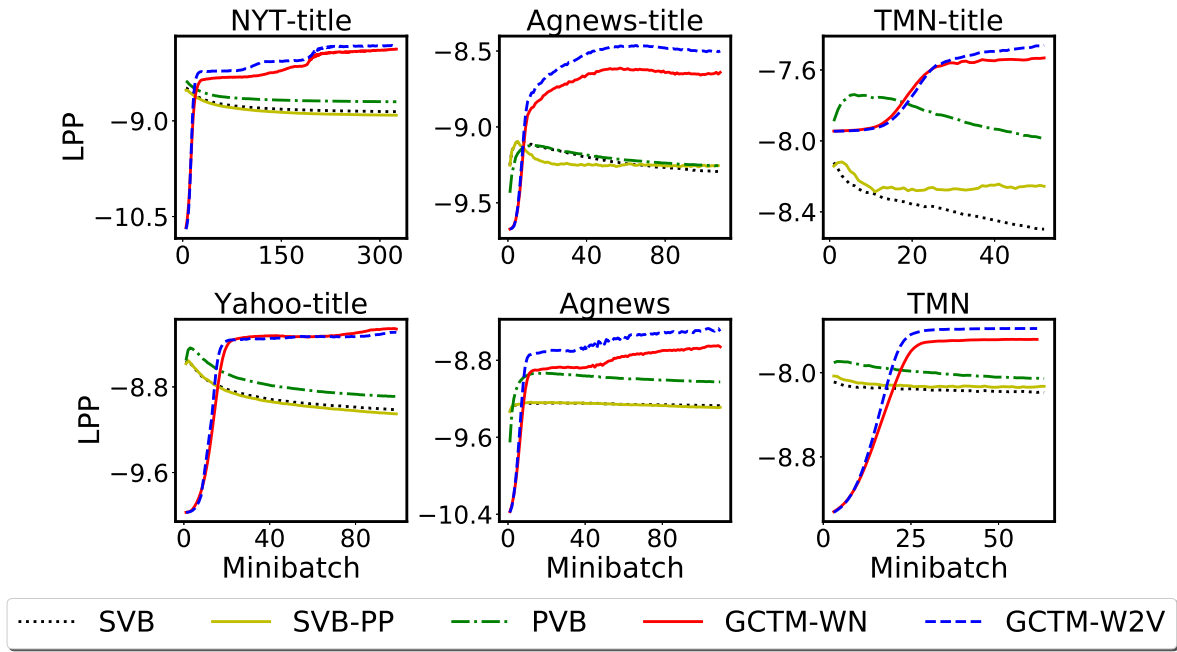 NYT-title
Agnews-title
TMN-title
LPP
−9.0
−10.5
0
150
300
−8.5
−9.0
−9.5
0
40
80
−7.6
−8.0
−8.4
0
20
40
Yahoo-title
Agnews
TMN
LPP
−8.8
−9.6
0
40
80
Minibatch
−8.8
−9.6
−10.4
0
40
80
Minibatch
−8.0
−8.8
0
25
50
Minibatch
SVB
SVB-PP
PVB
GCTM-WN
GCTM-W2V